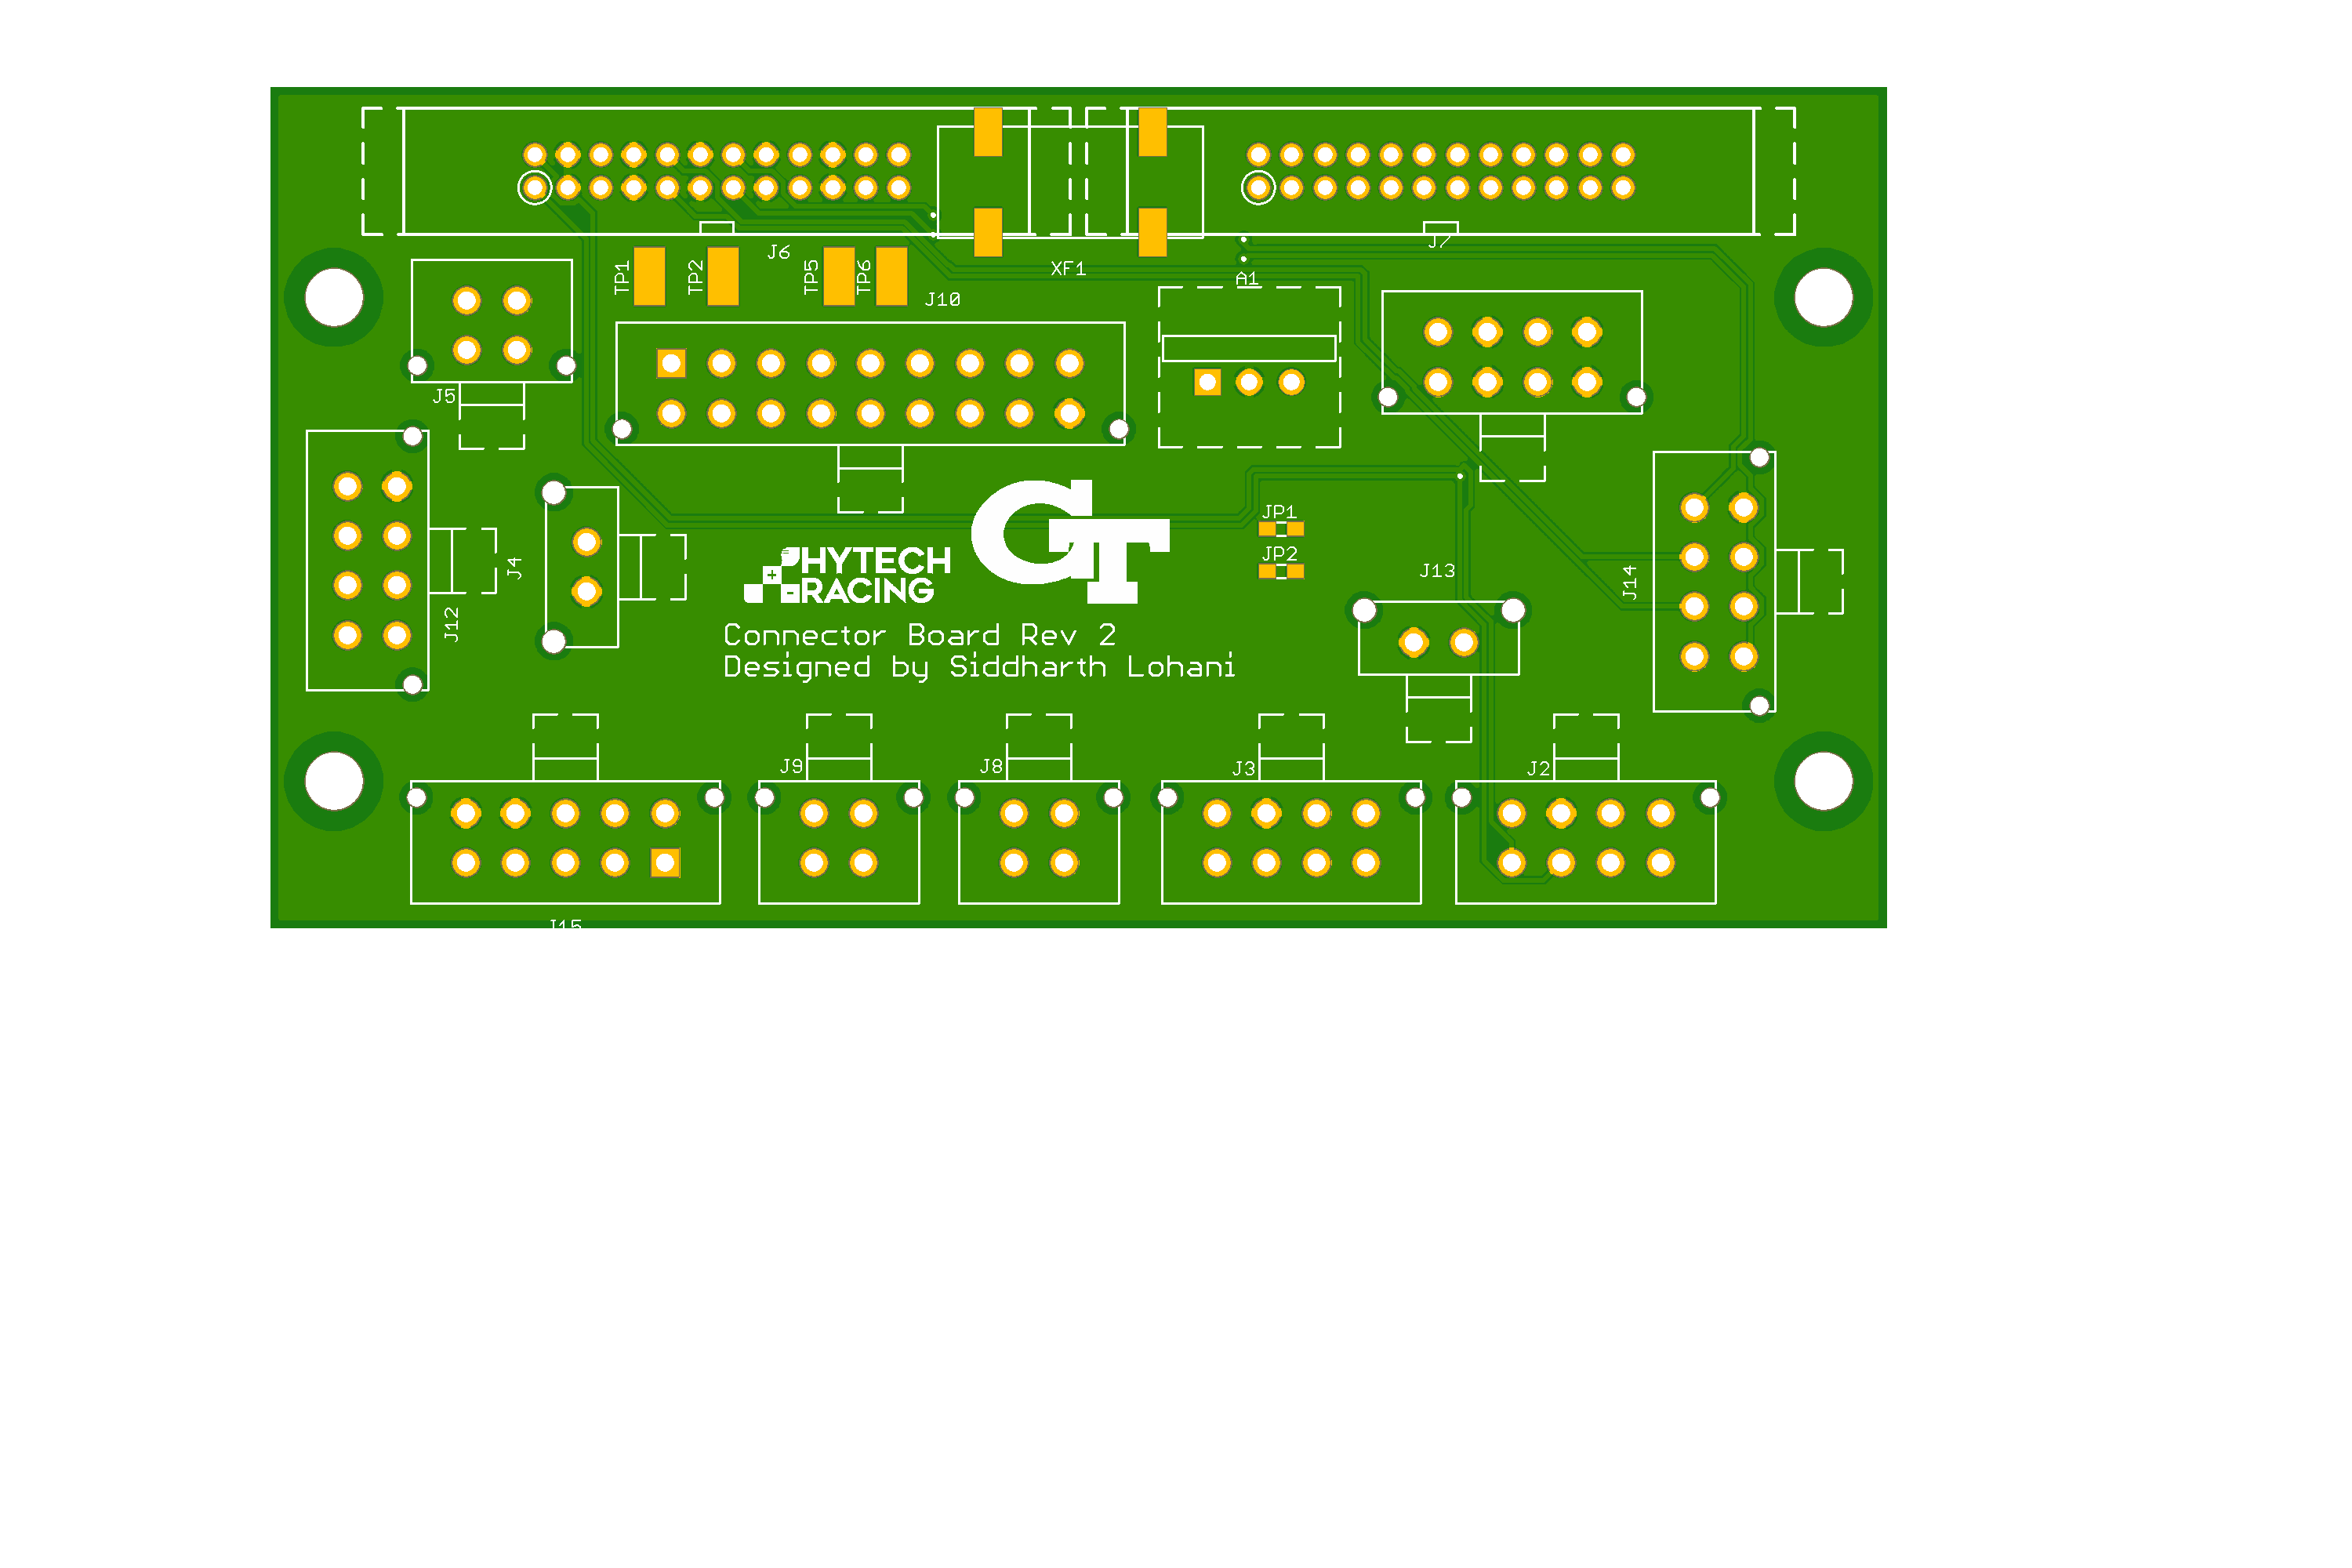 J6
J7
TP1
TP2
TP5
TP6
XF1
A1
J10
J5
JP1
JP2
J4
HYTECH
RACING
GT
J13
J14
J12
Connector Board Rev 2
Designed by Siddharth Lohani
J9
J8
J3
J2
J15